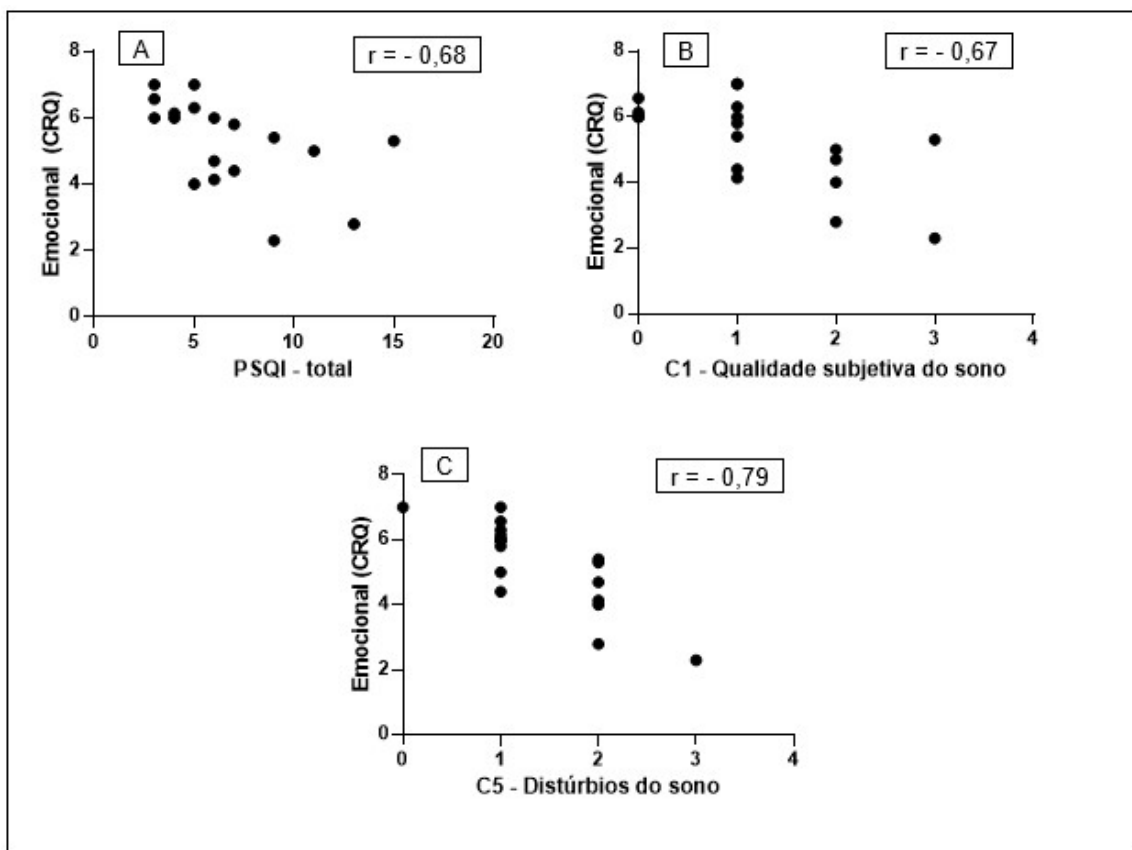 A
r = - 0,68
Emocional (CRQ)
8
6
4
2
0
0 5 10 15 20
PSQI - total
B
r = - 0,67
Emocional (CRQ)
8
6
4
2
0
0 1 2 3 4
C1 - Qualidade subjetiva do sono
C
r = - 0,79
Emocional (CRQ)
8
6
4
2
0
0 1 2 3 4
C5 - Distúrbios do sono